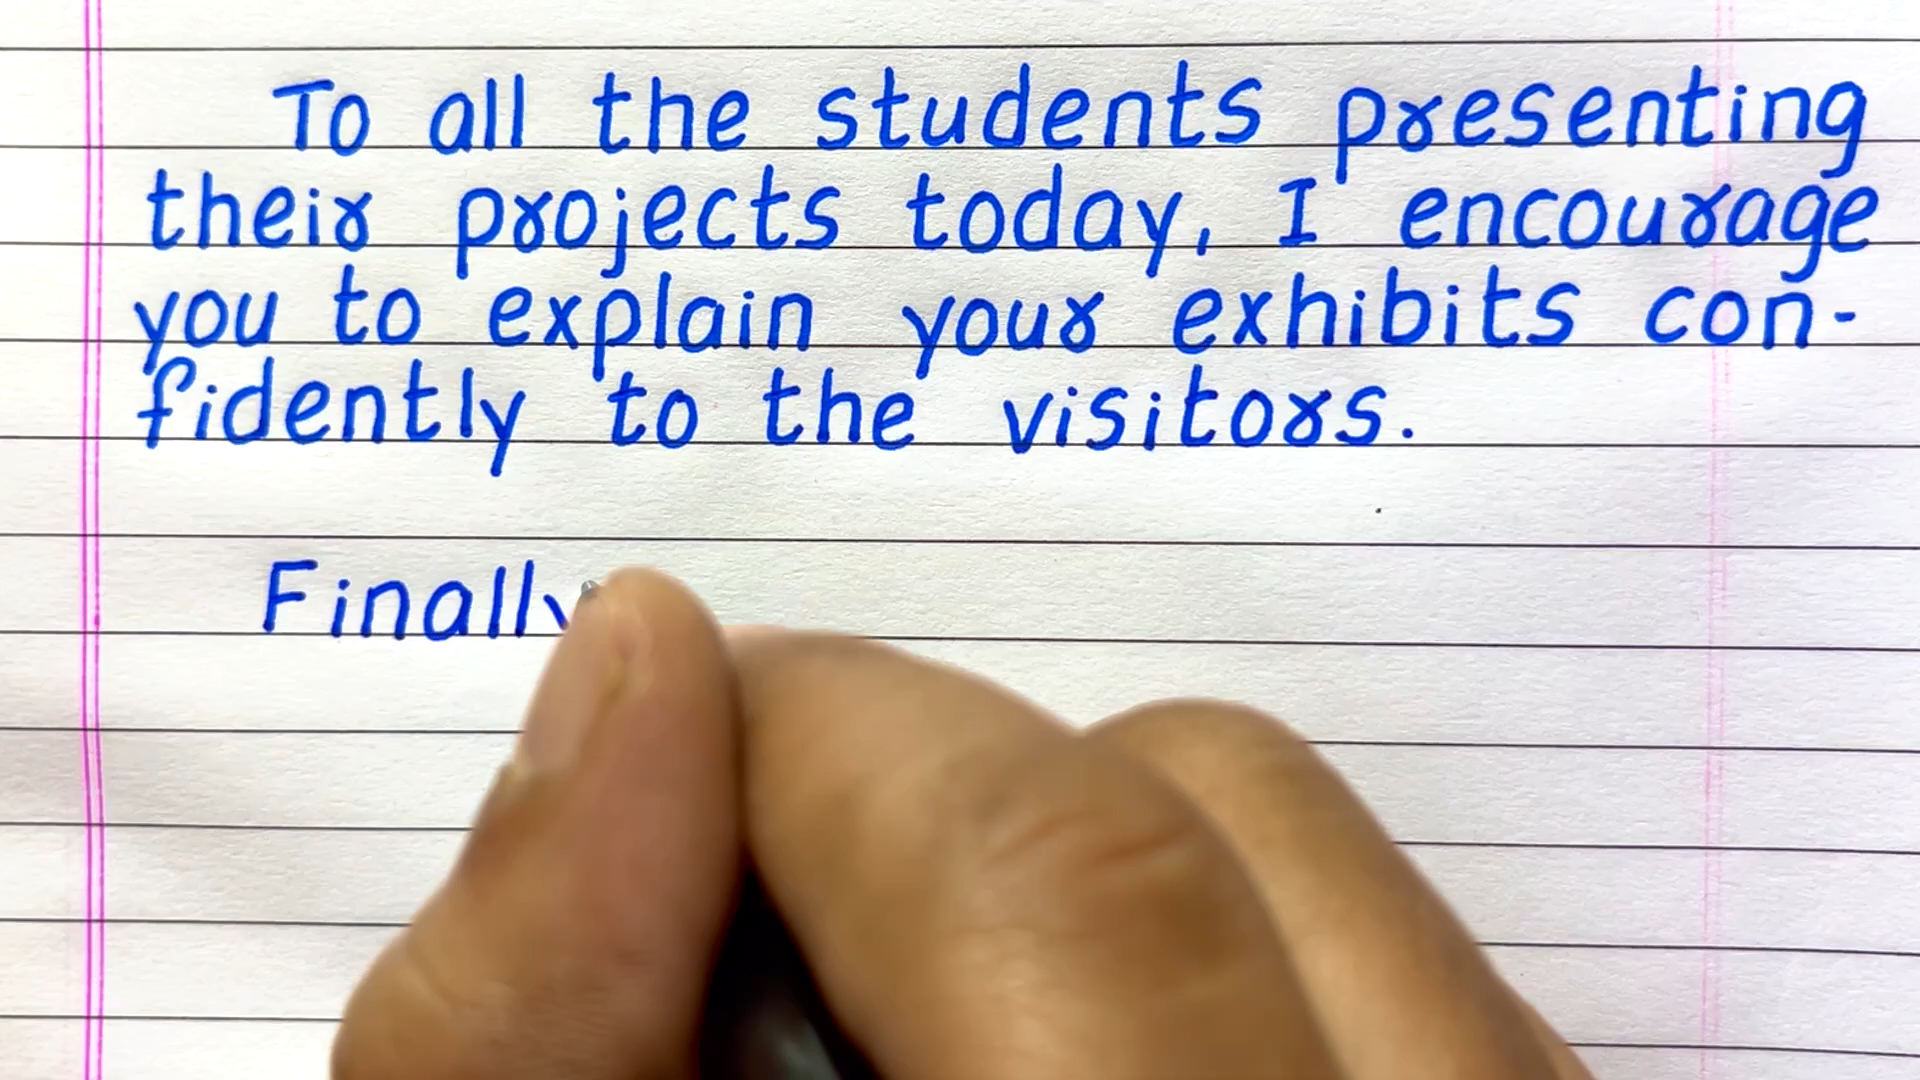 To all the students presenting
their projects today, I encourage
you to explain your exhibits con-
fidently to the visitors.
Finally